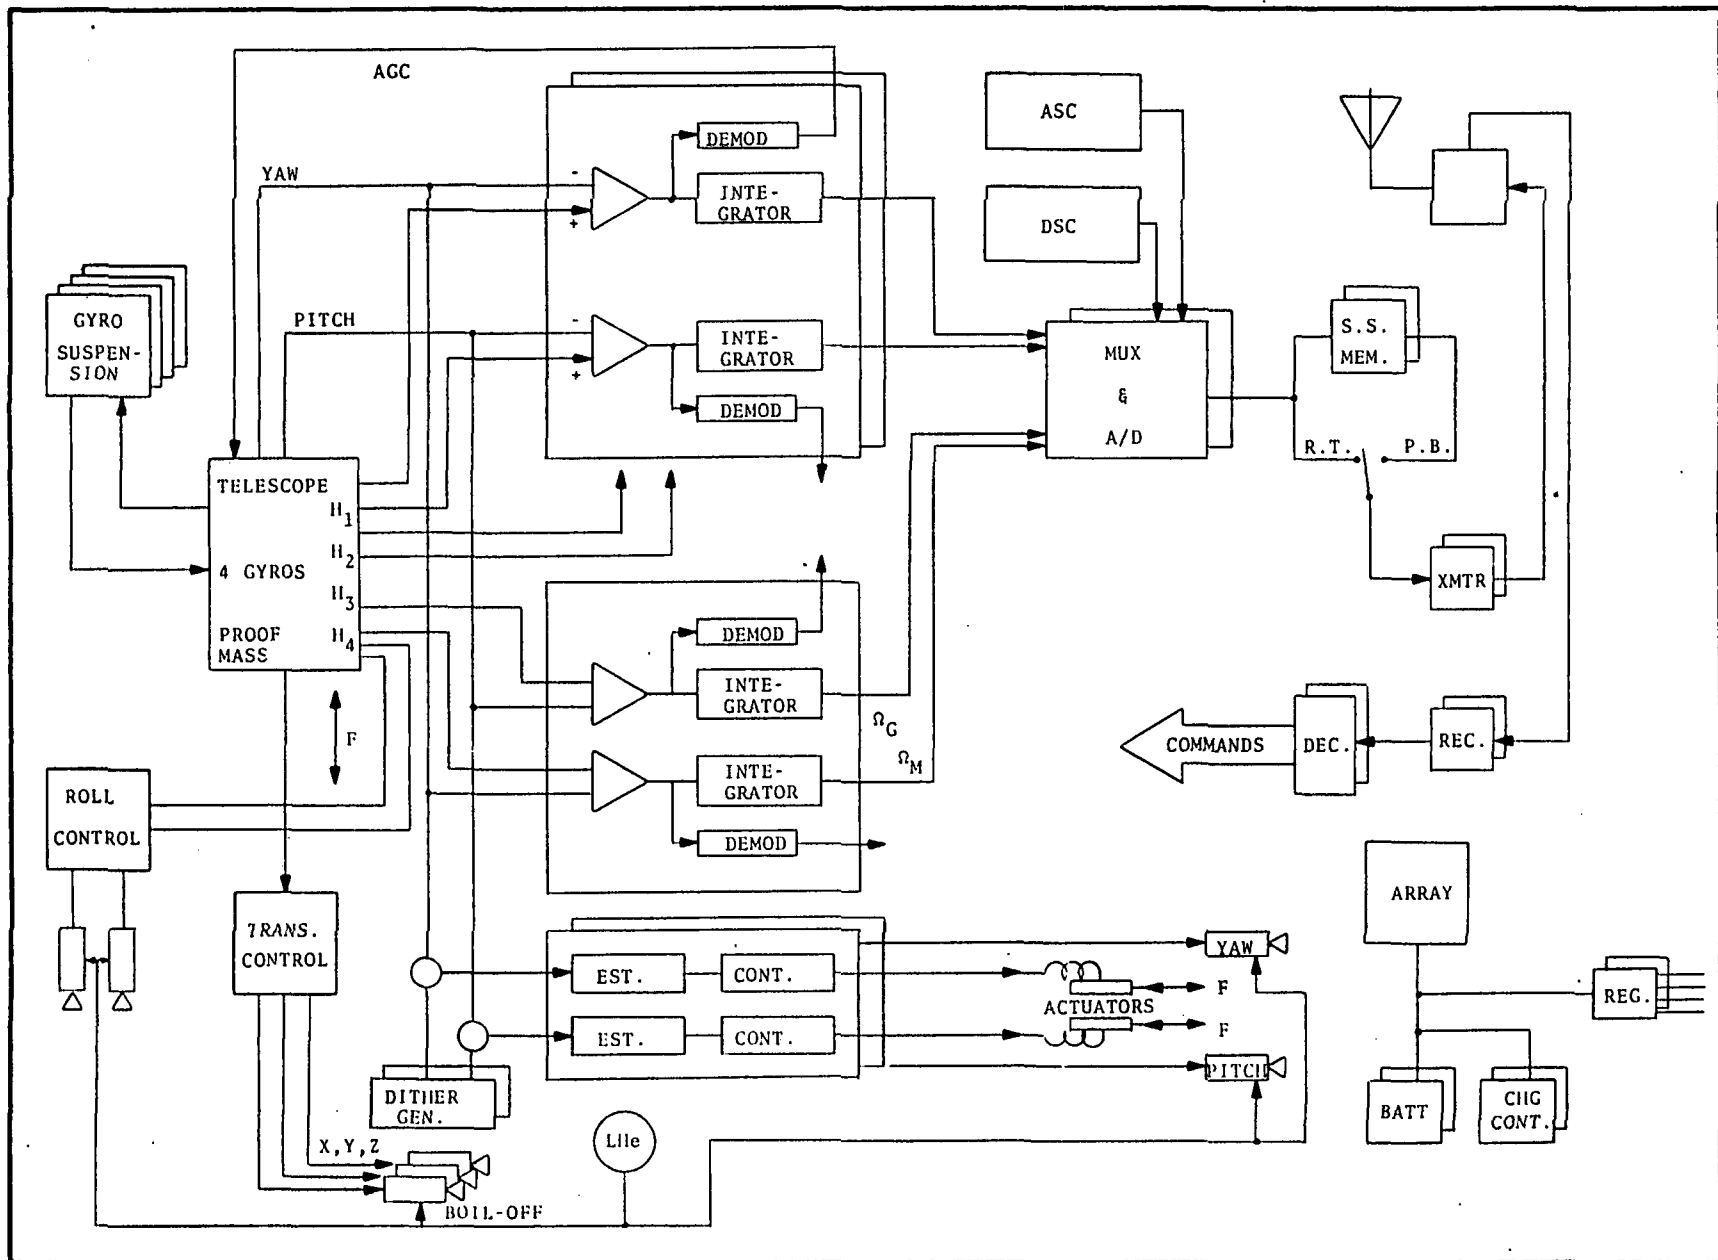 AGC
YAW
-
+
DEMOD
INTE-
GRATOR
ASC
DSC
GYRO
SUSPEN-
SION
PITCH
-
+
INTE-
GRATOR
DEMOD
MUX
&
A/D
S.S.
MEM.
R.T.
P.B.
XMTR
TELESCOPE
H1
H2
4 GYROS
H3
PROOF
MASS
H4
F
DEMOD
INTE-
GRATOR
ΩG
INTE-
GRATOR
ΩM
DEMOD
COMMANDS
DEC.
REC.
ROLL
CONTROL
TRANS.
CONTROL
EST.
CONT.
EST.
CONT.
YAW
F
ACTUATORS
F
PITCH
ARRAY
REG.
BATT
CHG
CONT.
DITHER
GEN.
X,Y,Z
LHe
BOIL-OFF